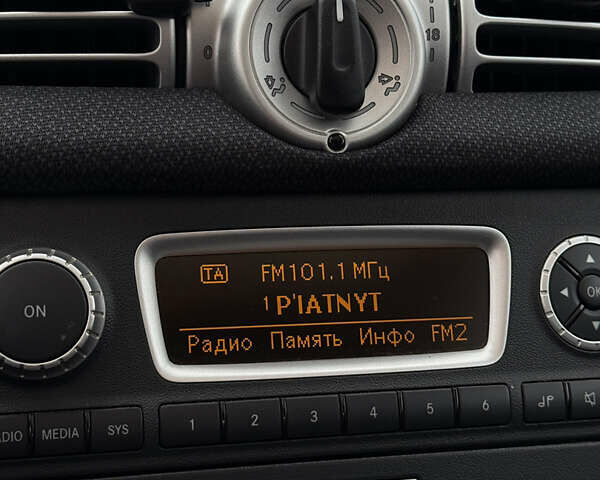 0 18
TA FM101.1 МГц
1 P'IATNYT
Радио Память Инфо FM2
ON
OK
MEDIA SYS
1 2 3 4 5 6